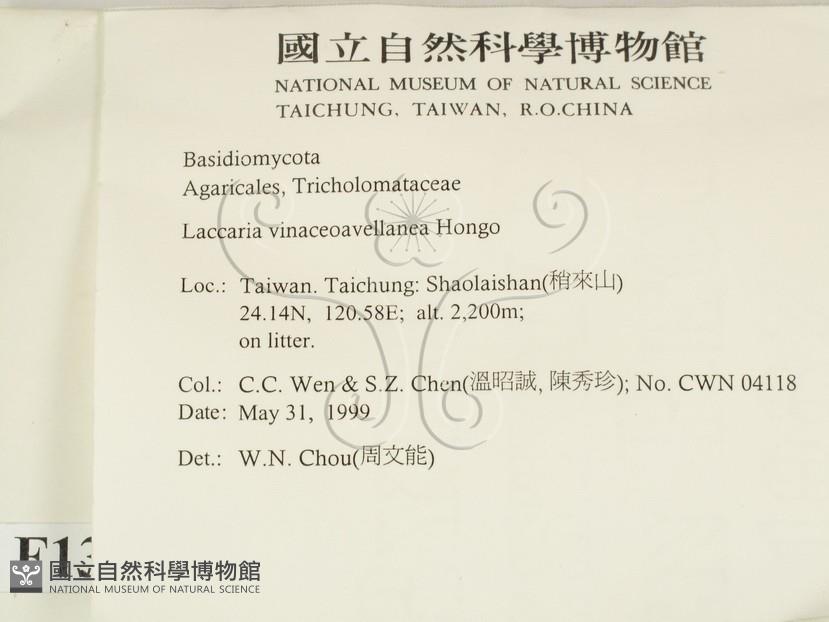 國立自然科學博物館
NATIONAL MUSEUM OF NATURAL SCIENCE
TAICHUNG, TAIWAN, R.O.CHINA
Basidiomycota
Agaricales, Tricholomataceae
Laccaria vinaceoavellanea Hongo
Loc.: Taiwan. Taichung: Shaolaishan(稍來山)
24.14N, 120.58E; alt. 2,200m;
on litter.
Col.: C.C. Wen & S.Z. Chen(溫昭誠, 陳秀珍); No. CWN 04118
Date: May 31, 1999
Det.: W.N. Chou(周文能)
國立自然科學博物館
NATIONAL MUSEUM OF NATURAL SCIENCE